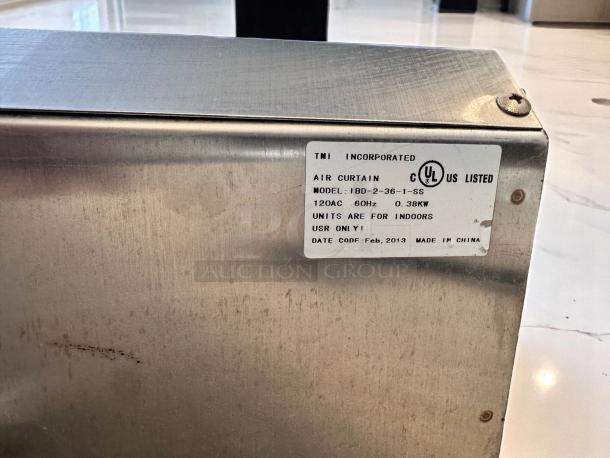 TMI INCORPORATED
AIR CURTAIN C UL US LISTED
MODEL: IBD-2-36-1-SS
120AC 60Hz 0.38KW
UNITS ARE FOR INDOORS
USR ONLY!
DATE CODE:Feb, 2013 MADE IN CHINA
AUCTION GROUP